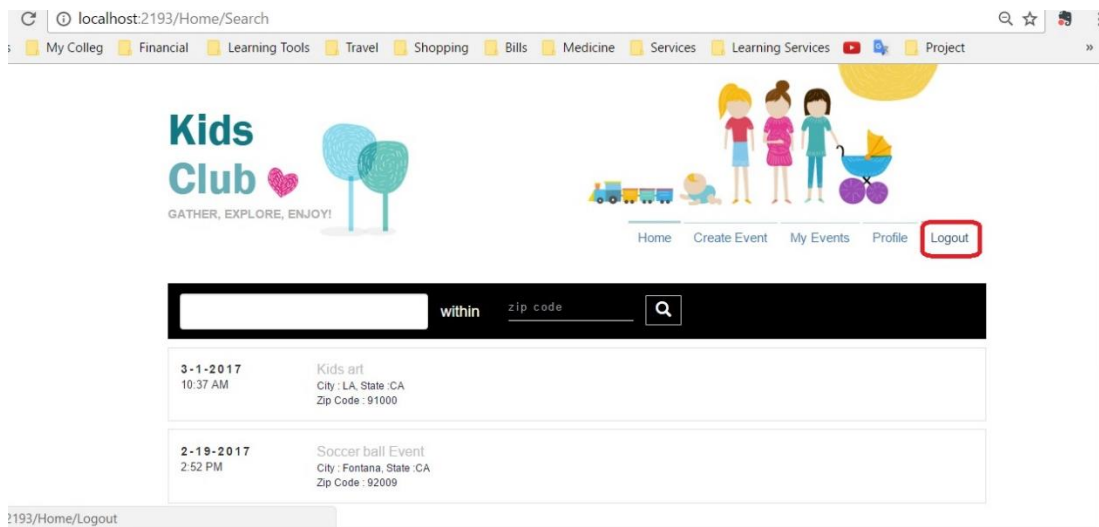 localhost:2193/Home/Search
My Colleg Financial Learning Tools Travel Shopping Bills Medicine Services Learning Services Project »
Kids
Club
GATHER, EXPLORE, ENJOY!
Home Create Event My Events Profile Logout
within zip code
3-1-2017 Kids art
10:37 AM City : LA, State :CA
Zip Code : 91000
2-19-2017 Soccer ball Event
2:52 PM City : Fontana, State :CA
Zip Code : 92009
2193/Home/Logout